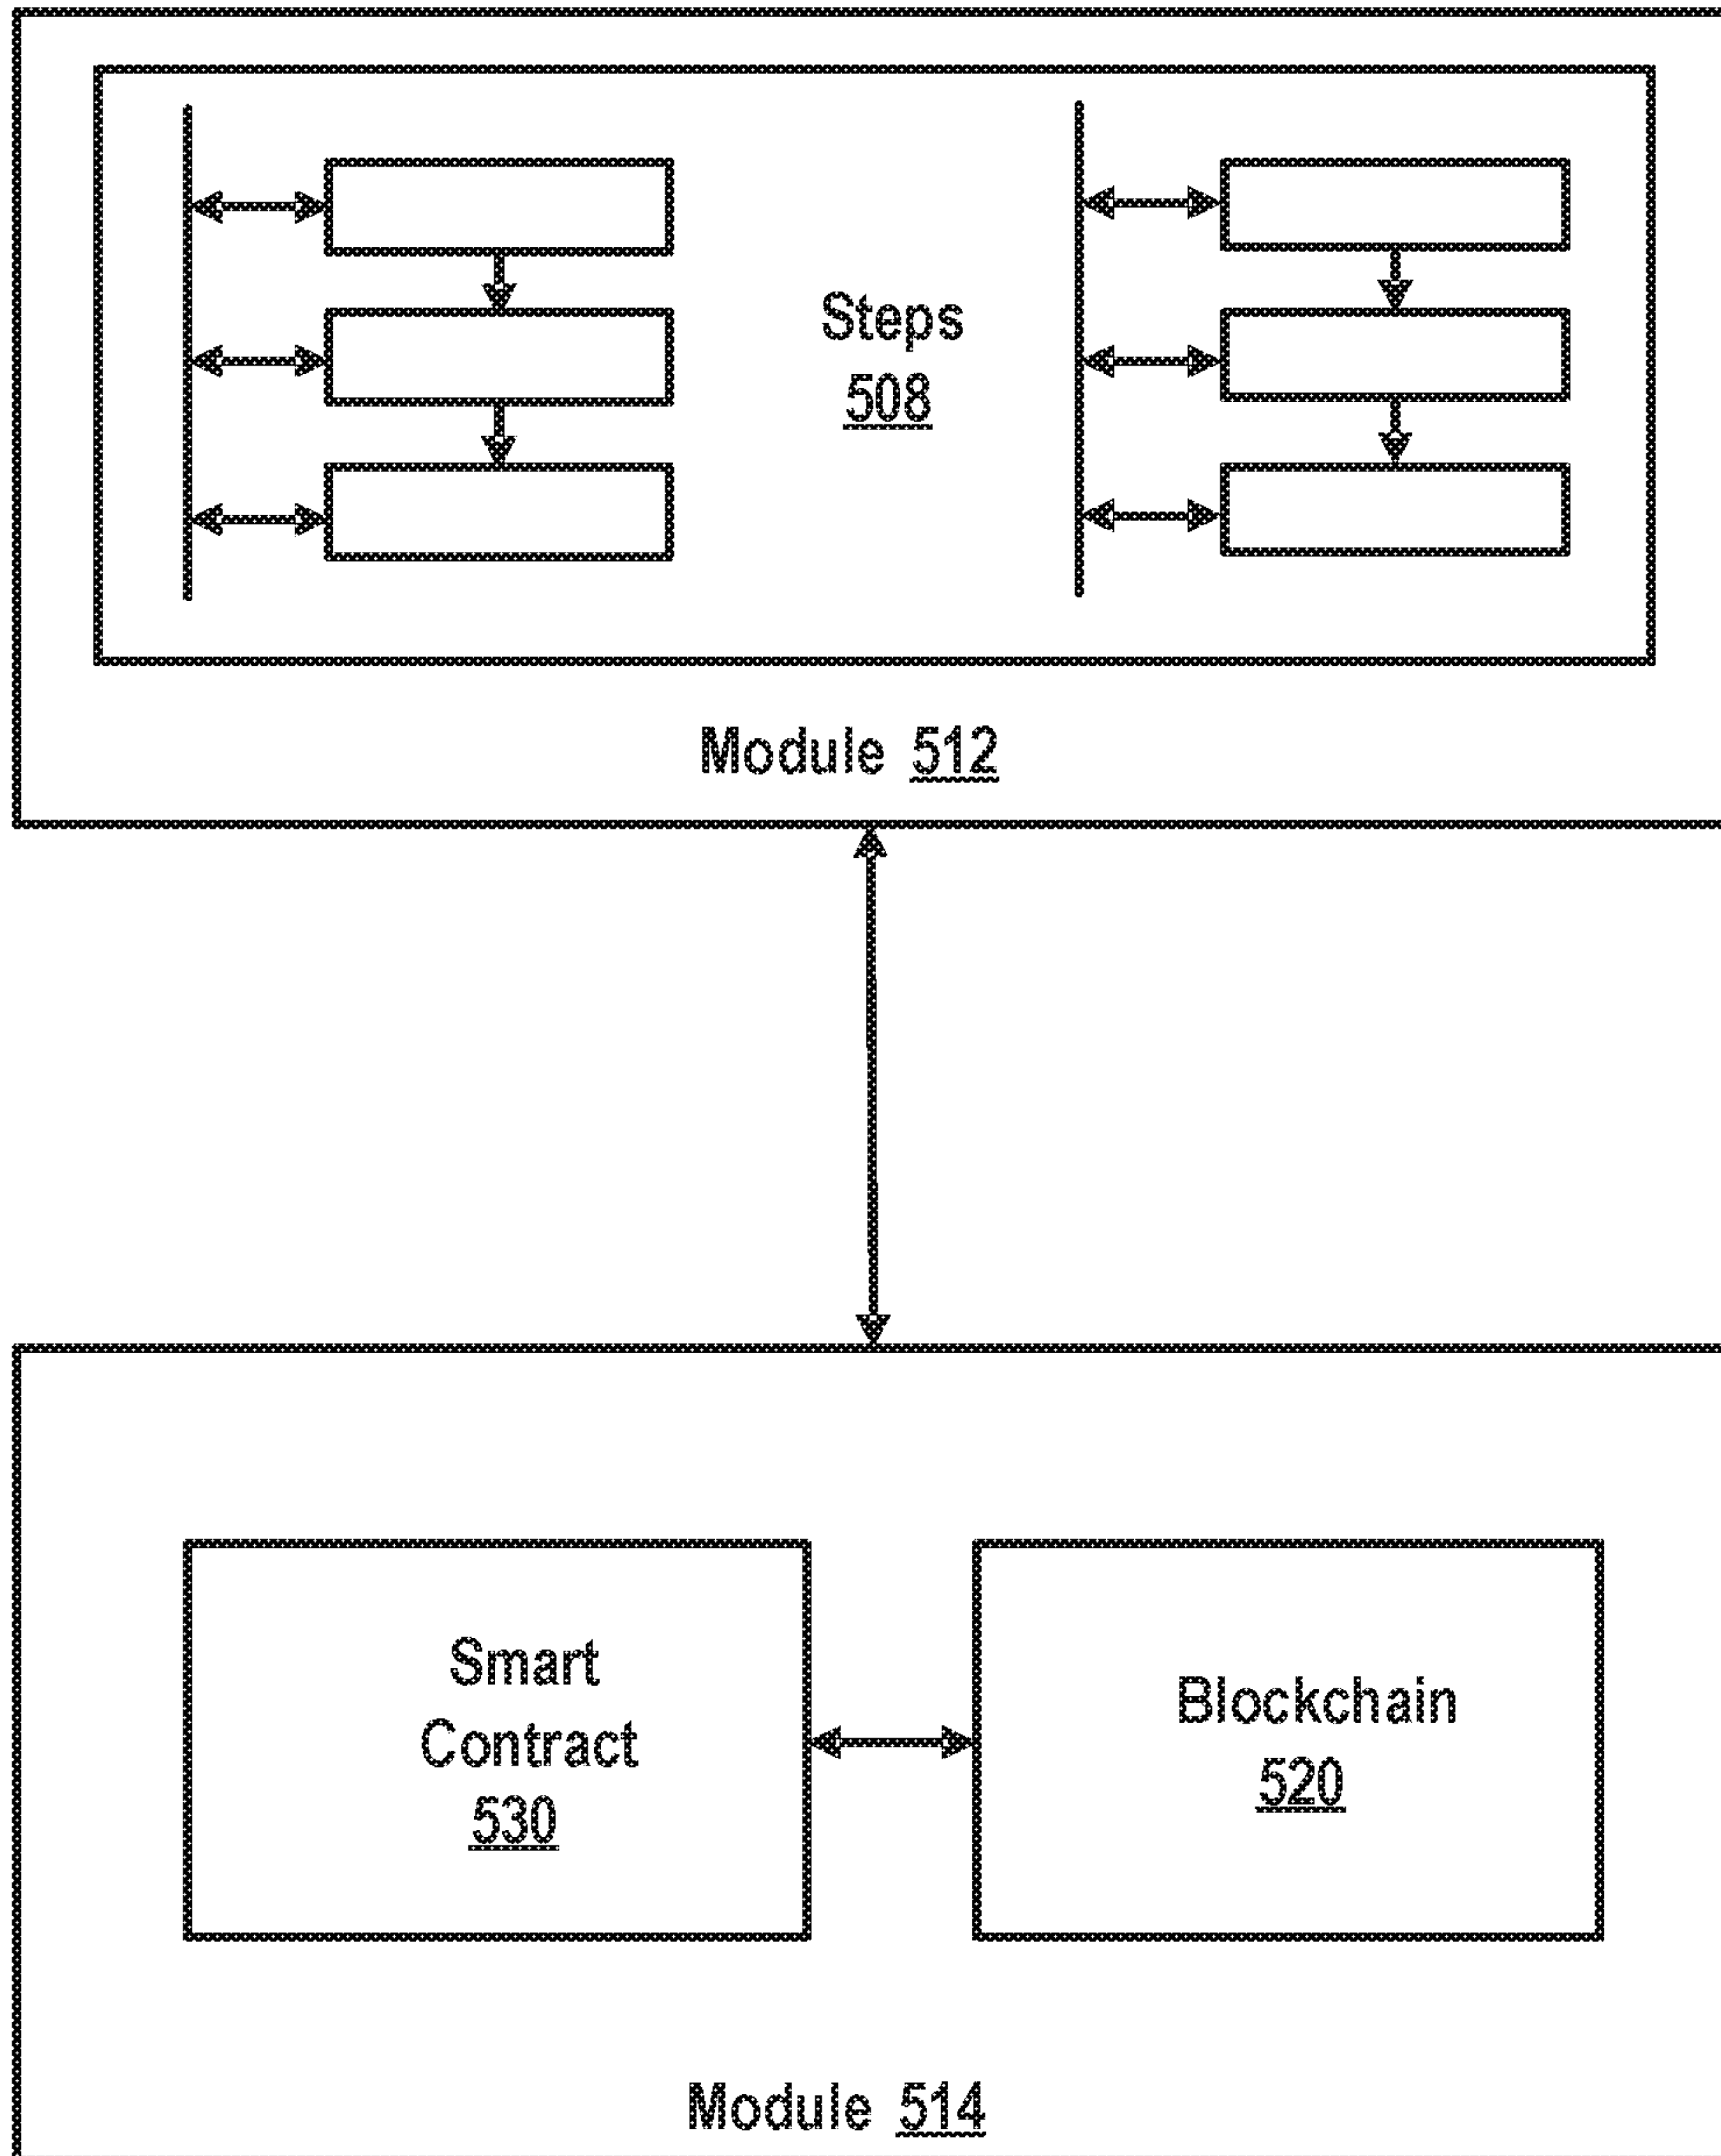 Steps
508
Module 512
Smart
Contract
530
Blockchain
520
Module 514